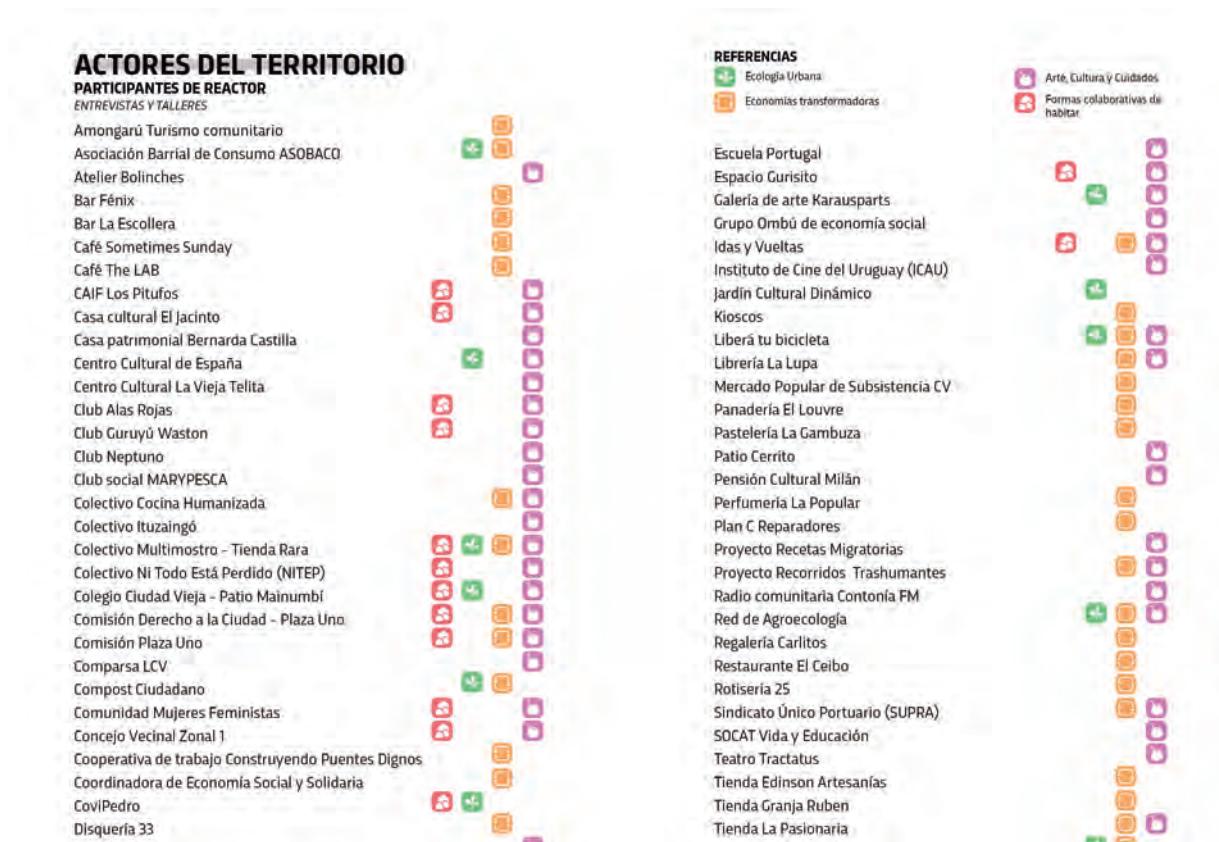 ACTORES DEL TERRITORIO
PARTICIPANTES DE REACTOR
ENTREVISTAS Y TALLERES
Amongarú Turismo comunitario
Asociación Barrial de Consumo ASOBACO
Atelier Bolinches
Bar Fénix
Bar La Escollera
Café Sometimes Sunday
Café The LAB
CAIF Los Pitufos
Casa cultural El Jacinto
Casa patrimonial Bernarda Castilla
Centro Cultural de España
Centro Cultural La Vieja Telita
Club Alas Rojas
Club Guruyú Waston
Club Neptuno
Club social MARYPESCA
Colectivo Cocina Humanizada
Colectivo Ituzaingó
Colectivo Multimostro - Tienda Rara
Colectivo Ni Todo Está Perdido (NITEP)
Colegio Ciudad Vieja - Patio Mainumbí
Comisión Derecho a la Ciudad - Plaza Uno
Comisión Plaza Uno
Comparsa LCV
Compost Ciudadano
Comunidad Mujeres Feministas
Concejo Vecinal Zonal 1
Cooperativa de trabajo Construyendo Puentes Dignos
Coordinadora de Economía Social y Solidaria
CoviPedro
Disquería 33
REFERENCIAS
Ecología Urbana
Economías transformadoras
Arte, Cultura y Cuidados
Formas colaborativas de
habitar
Escuela Portugal
Espacio Gurisito
Galería de arte Karausparts
Grupo Ombú de economía social
Idas y Vueltas
Instituto de Cine del Uruguay (ICAU)
Jardín Cultural Dinámico
Kioscos
Liberá tu bicicleta
Librería La Lupa
Mercado Popular de Subsistencia CV
Panadería El Louvre
Pastelería La Gambuza
Patio Cerrito
Pensión Cultural Milán
Perfumería La Popular
Plan C Reparadores
Proyecto Recetas Migratorias
Proyecto Recorridos Trashumantes
Radio comunitaria Contonía FM
Red de Agroecología
Regalería Carlitos
Restaurante El Ceibo
Rotisería 25
Sindicato Único Portuario (SUPRA)
SOCAT Vida y Educación
Teatro Tractatus
Tienda Edinson Artesanías
Tienda Granja Ruben
Tienda La Pasionaria